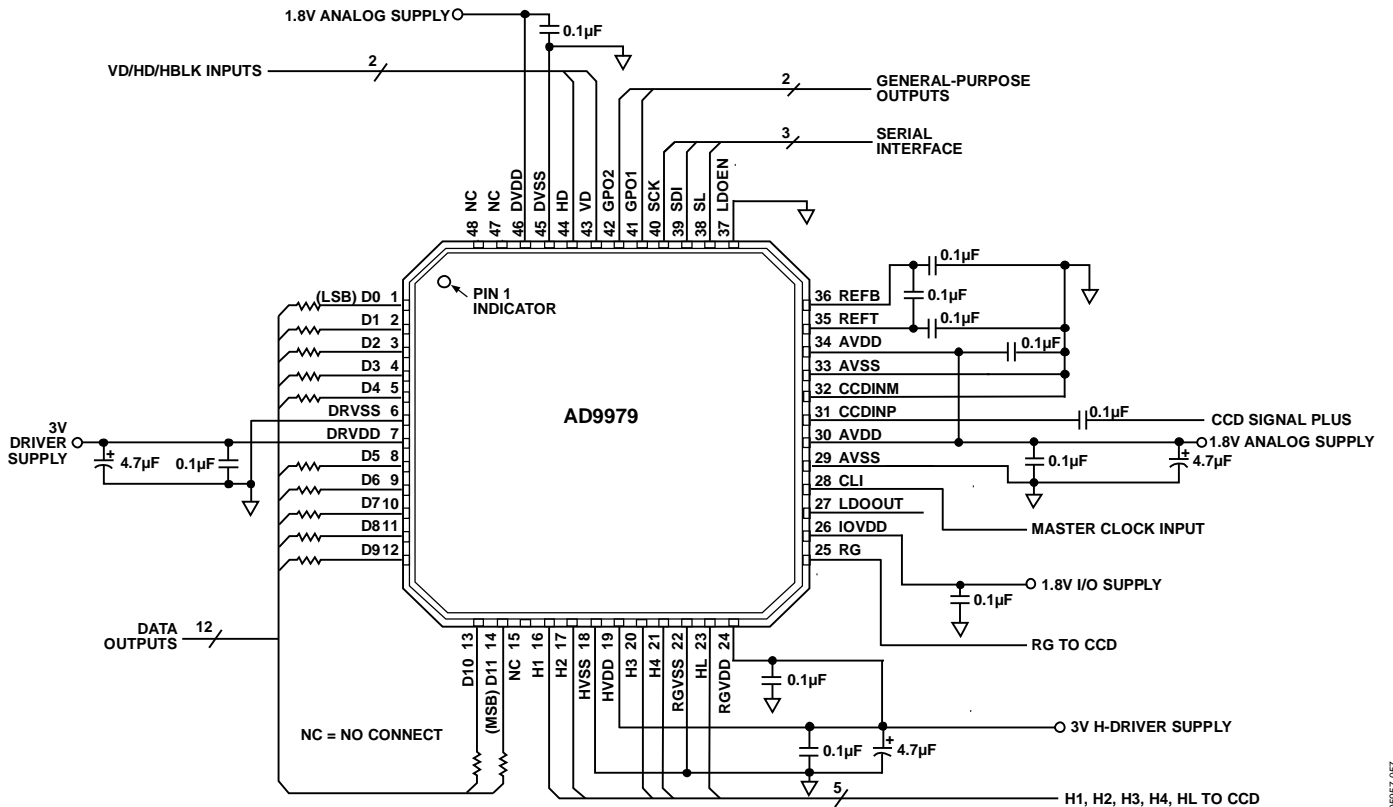 1.8V ANALOG SUPPLY
0.1µF
VD/HD/HBLK INPUTS
2
2
GENERAL-PURPOSE
OUTPUTS
3
SERIAL
INTERFACE
48 NC
47 NC
46 DVDD
45 DVSS
44 HD
43 VD
42 GPO2
41 GPO1
40 SCK
39 SDI
38 SL
37 LDOEN
PIN 1
INDICATOR
AD9979
(LSB) D0 1
D1 2
D2 3
D3 4
D4 5
DRVSS 6
DRVDD 7
D5 8
D6 9
D7 10
D8 11
D9 12
3V
DRIVER
SUPPLY
+
4.7µF
0.1µF
36 REFB
35 REFT
34 AVDD
33 AVSS
32 CCDINM
31 CCDINP
30 AVDD
29 AVSS
28 CLI
27 LDOOUT
26 IOVDD
25 RG
0.1µF
0.1µF
0.1µF
0.1µF
0.1µF
CCD SIGNAL PLUS
1.8V ANALOG SUPPLY
0.1µF
+
4.7µF
MASTER CLOCK INPUT
1.8V I/O SUPPLY
0.1µF
RG TO CCD
DATA
OUTPUTS
12
D10 13
(MSB) D11 14
NC 15
H1 16
H2 17
HVSS 18
HVDD 19
H3 20
H4 21
RGVSS 22
HL 23
RGVDD 24
0.1µF
NC = NO CONNECT
3V H-DRIVER SUPPLY
0.1µF
+
4.7µF
5
H1, H2, H3, H4, HL TO CCD
05957-057